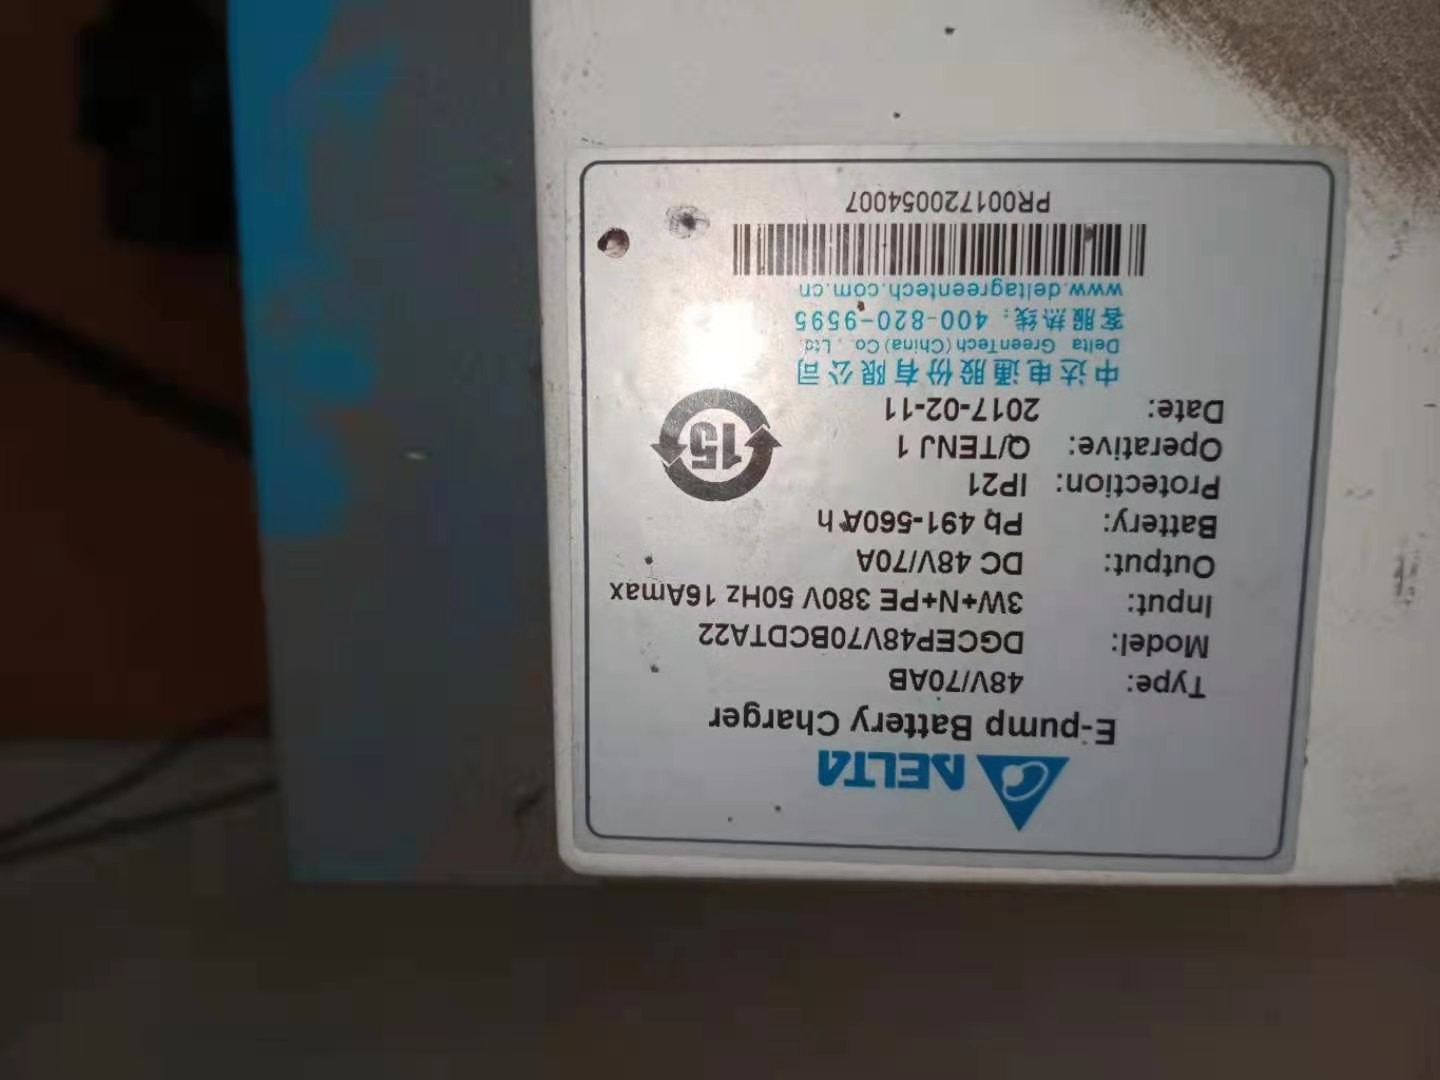 DELTA
E-pump Battery Charger
Type: 48V/70AB
Model: DGCEP48V70BCDTA22
Input: 3W+N+PE 380V 50Hz 16Amax
Output: DC 48V/70A
Battery: Pb 491-560A h
Protection: IP21
Operative: Q/TENJ 1
Date: 2017-02-11
15
中达电通股份有限公司
Delta GreenTech(China)Co. Ltd.
客服热线：400-820-9595
www.deltagreentech.com.cn
PR001720054007